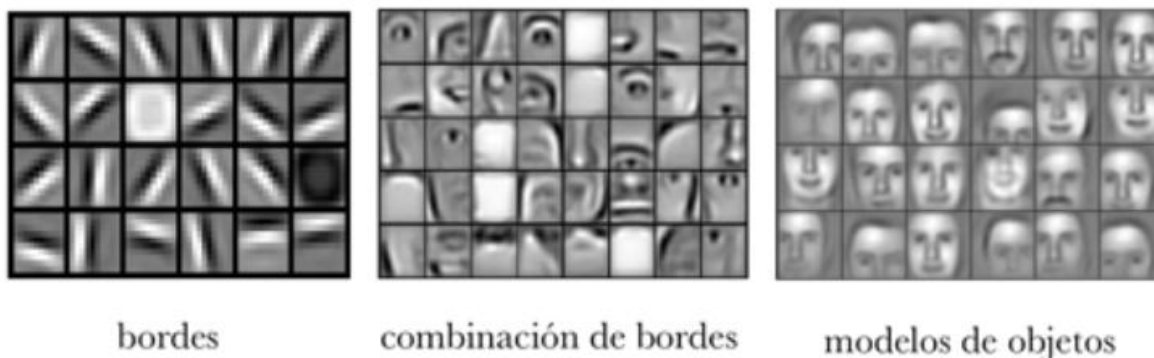 bordes
combinación de bordes
modelos de objetos